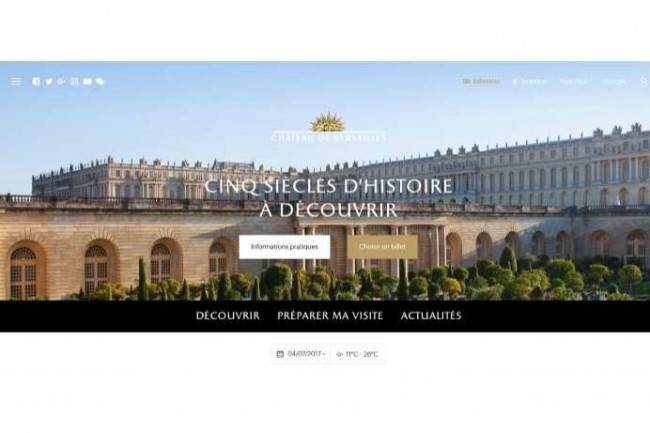 CHÂTEAU DE VERSAILLES
CINQ SIÈCLES D'HISTOIRE
À DÉCOUVRIR
Informations pratiques
Choisir un billet
DÉCOUVRIR PRÉPARER MA VISITE ACTUALITÉS
04/07/2017
11°C - 26°C